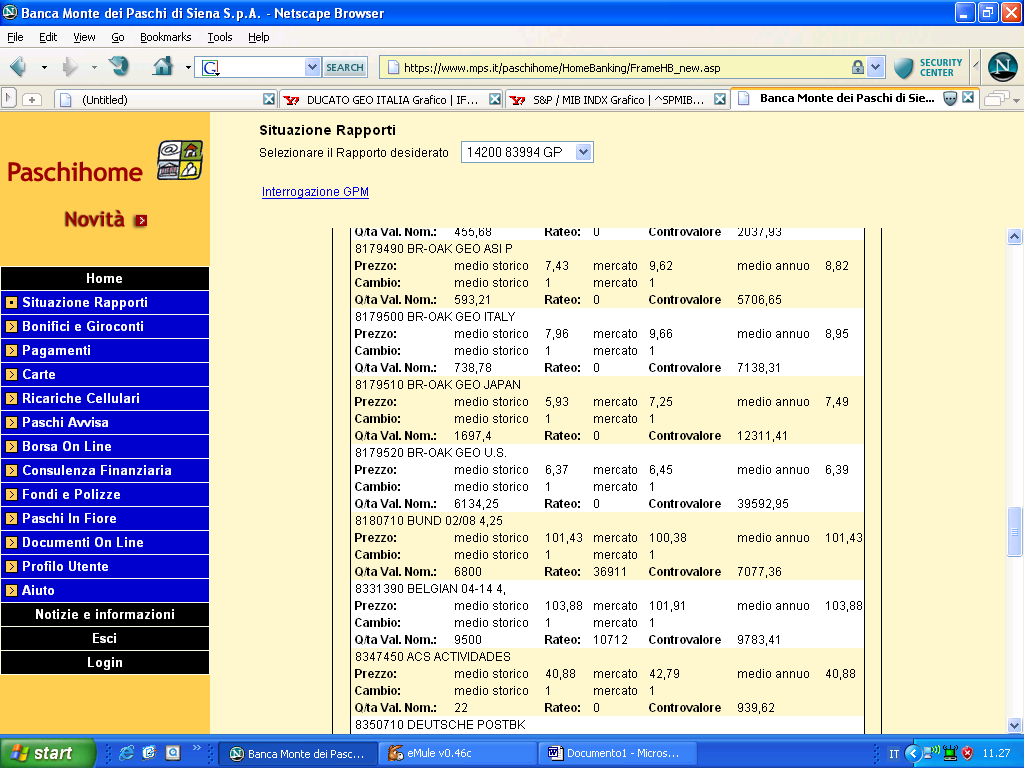 Banca Monte dei Paschi di Siena S.p.A. - Netscape Browser
File Edit View Go Bookmarks Tools Help
SEARCH https://www.mps.it/paschihome/HomeBanking/FrameHB_new.asp SECURITY CENTER
(Untitled) DUCATO GEO ITALIA Grafico | IF... S&P / MIB INDX Grafico | ^SPMIB... Banca Monte dei Paschi di Sie...
Paschihome
Novità
Home
Situazione Rapporti
Bonifici e Giroconti
Pagamenti
Carte
Ricariche Cellulari
Paschi Avvisa
Borsa On Line
Consulenza Finanziaria
Fondi e Polizze
Paschi In Fiore
Documenti On Line
Profilo Utente
Aiuto
Notizie e informazioni
Esci
Login
Situazione Rapporti
Selezionare il Rapporto desiderato 14200 83994 GP
Interrogazione GPM
Q/ta Val. Nom.: 455,68 Rateo: 0 Controvalore 2037,93
8179490 BR-OAK GEO ASI P
Prezzo: medio storico 7,43 mercato 9,62 medio annuo 8,82
Cambio: medio storico 1 mercato 1
Q/ta Val. Nom.: 593,21 Rateo: 0 Controvalore 5706,65
8179500 BR-OAK GEO ITALY
Prezzo: medio storico 7,96 mercato 9,66 medio annuo 8,95
Cambio: medio storico 1 mercato 1
Q/ta Val. Nom.: 738,78 Rateo: 0 Controvalore 7138,31
8179510 BR-OAK GEO JAPAN
Prezzo: medio storico 5,93 mercato 7,25 medio annuo 7,49
Cambio: medio storico 1 mercato 1
Q/ta Val. Nom.: 1697,4 Rateo: 0 Controvalore 12311,41
8179520 BR-OAK GEO U.S.
Prezzo: medio storico 6,37 mercato 6,45 medio annuo 6,39
Cambio: medio storico 1 mercato 1
Q/ta Val. Nom.: 6134,25 Rateo: 0 Controvalore 39592,95
8180710 BUND 02/08 4,25
Prezzo: medio storico 101,43 mercato 100,38 medio annuo 101,43
Cambio: medio storico 1 mercato 1
Q/ta Val. Nom.: 6800 Rateo: 36911 Controvalore 7077,36
8331390 BELGIAN 04-14 4,
Prezzo: medio storico 103,88 mercato 101,91 medio annuo 103,88
Cambio: medio storico 1 mercato 1
Q/ta Val. Nom.: 9500 Rateo: 10712 Controvalore 9783,41
8347450 ACS ACTIVIDADES
Prezzo: medio storico 40,88 mercato 42,79 medio annuo 40,88
Cambio: medio storico 1 mercato 1
Q/ta Val. Nom.: 22 Rateo: 0 Controvalore 939,62
8350710 DEUTSCHE POSTBK
start Banca Monte dei Pasc... eMule v0.46c Documento1 - Micros... IT 11.27